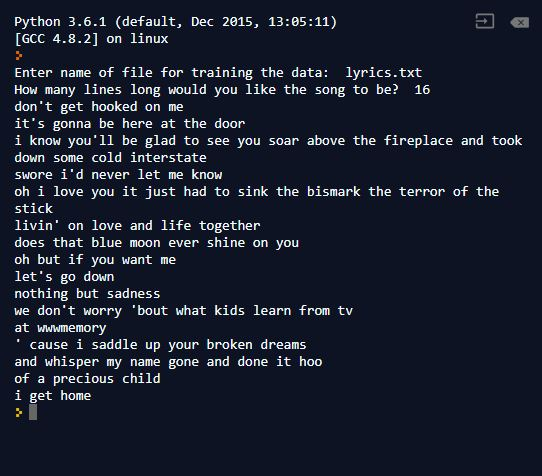 Python 3.6.1 (default, Dec 2015, 13:05:11)
[GCC 4.8.2] on linux
Enter name of file for training the data:  lyrics.txt
How many lines long would you like the song to be?  16
don't get hooked on me
it's gonna be here at the door
i know you'll be glad to see you soar above the fireplace and took
down some cold interstate
swore i'd never let me know
oh i love you it just had to sink the bismark the terror of the
stick
livin' on love and life together
does that blue moon ever shine on you
oh but if you want me
let's go down
nothing but sadness
we don't worry 'bout what kids learn from tv
at wwwmemory
' cause i saddle up your broken dreams
and whisper my name gone and done it hoo
of a precious child
i get home